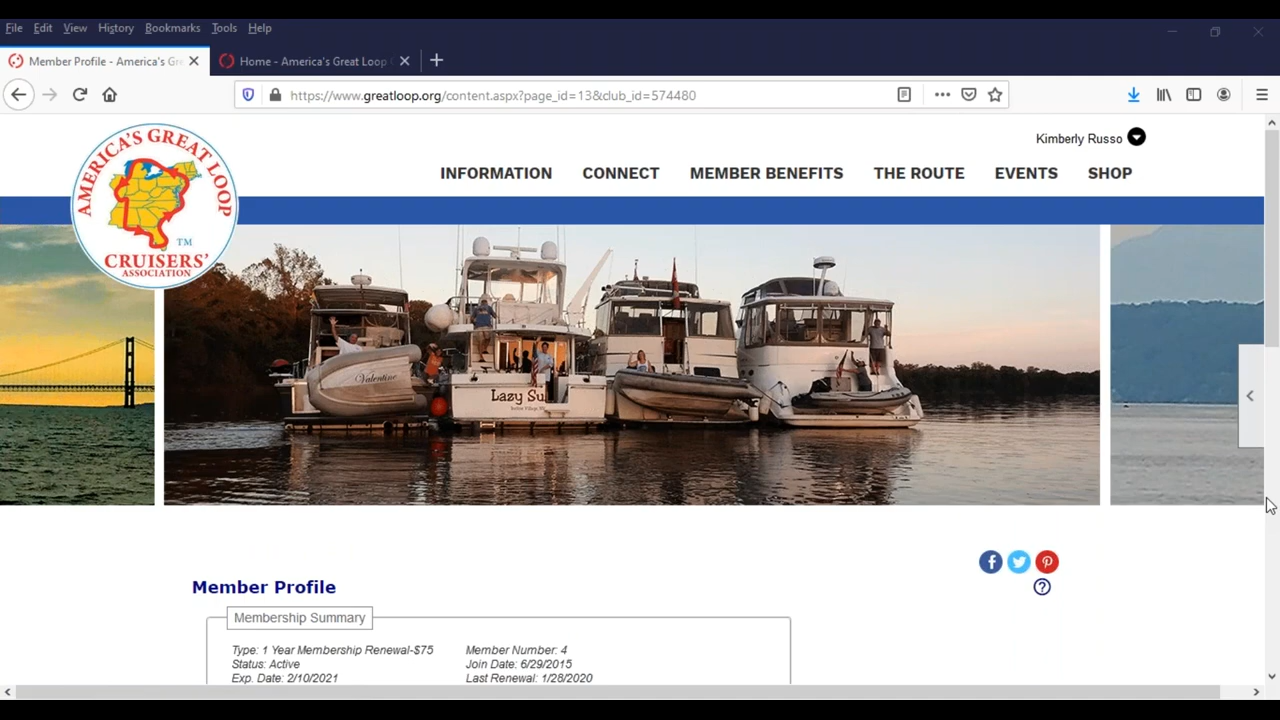 File Edit View History Bookmarks Tools Help
Member Profile - America's Gre
Home - America's Great Loop
https://www.greatloop.org/content.aspx?page_id=13&club_id=574480
AMERICA'S GREAT LOOP
TM
CRUISERS'
ASSOCIATION
Kimberly Russo
INFORMATION CONNECT MEMBER BENEFITS THE ROUTE EVENTS SHOP
Valentine
Lazy Su
Member Profile
Membership Summary
Type: 1 Year Membership Renewal-$75 Member Number: 4
Status: Active Join Date: 6/29/2015
Exp. Date: 2/10/2021 Last Renewal: 1/28/2020